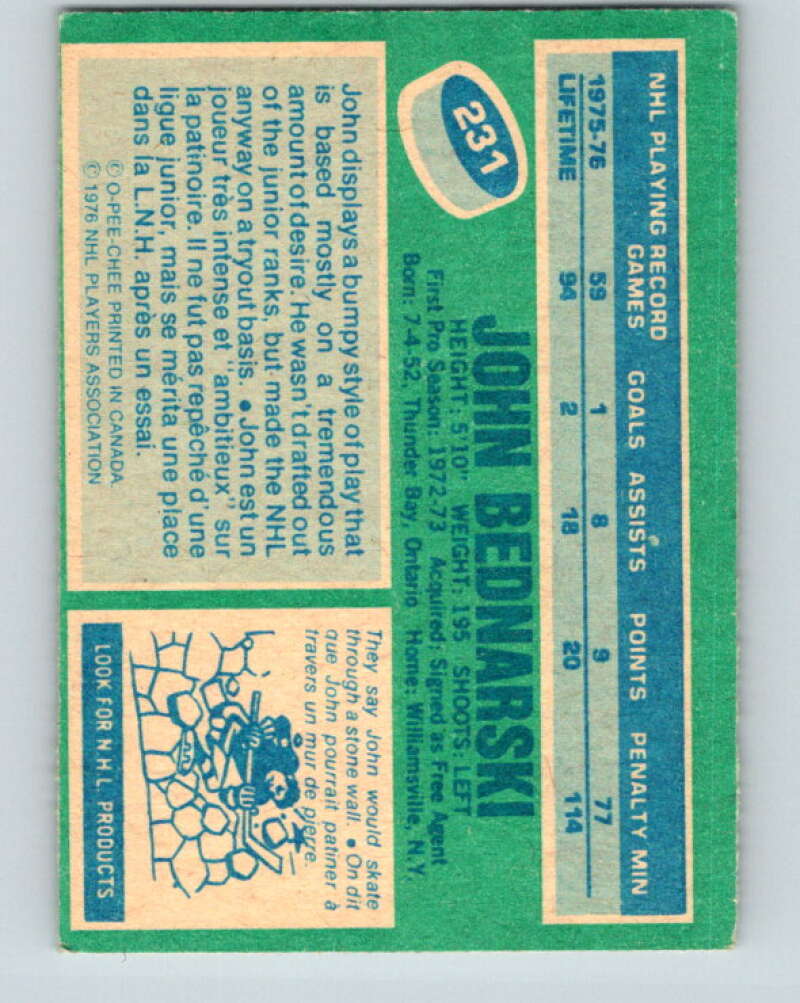 231
JOHN BEDNARSKI
HEIGHT: 5'10" WEIGHT: 195 SHOOTS: LEFT
First Pro Season: 1972-73 Acquired: Signed as Free Agent
Born: 7-4-52, Thunder Bay, Ontario Home: Williamsville, N.Y.
NHL PLAYING RECORD
GAMES GOALS ASSISTS POINTS PENALTY MIN
1975-76 59 1 8 9 77
LIFETIME 94 2 18 20 114
John displays a bumpy style of play that
is based mostly on a tremendous
amount of desire. He wasn't drafted out
of the junior ranks, but made the NHL
anyway on a tryout basis. • John est un
joueur très intense et "ambitieux" sur
la patinoire. Il ne fut pas repêché d'une
ligue junior, mais se mérita une place
dans la L.N.H. après un essai.
© O-PEE-CHEE PRINTED IN CANADA.
© 1976 NHL PLAYERS ASSOCIATION
They say John would skate
through a stone wall. • On dit
que John pourrait patiner à
travers un mur de pierre.
LOOK FOR N.H.L. PRODUCTS